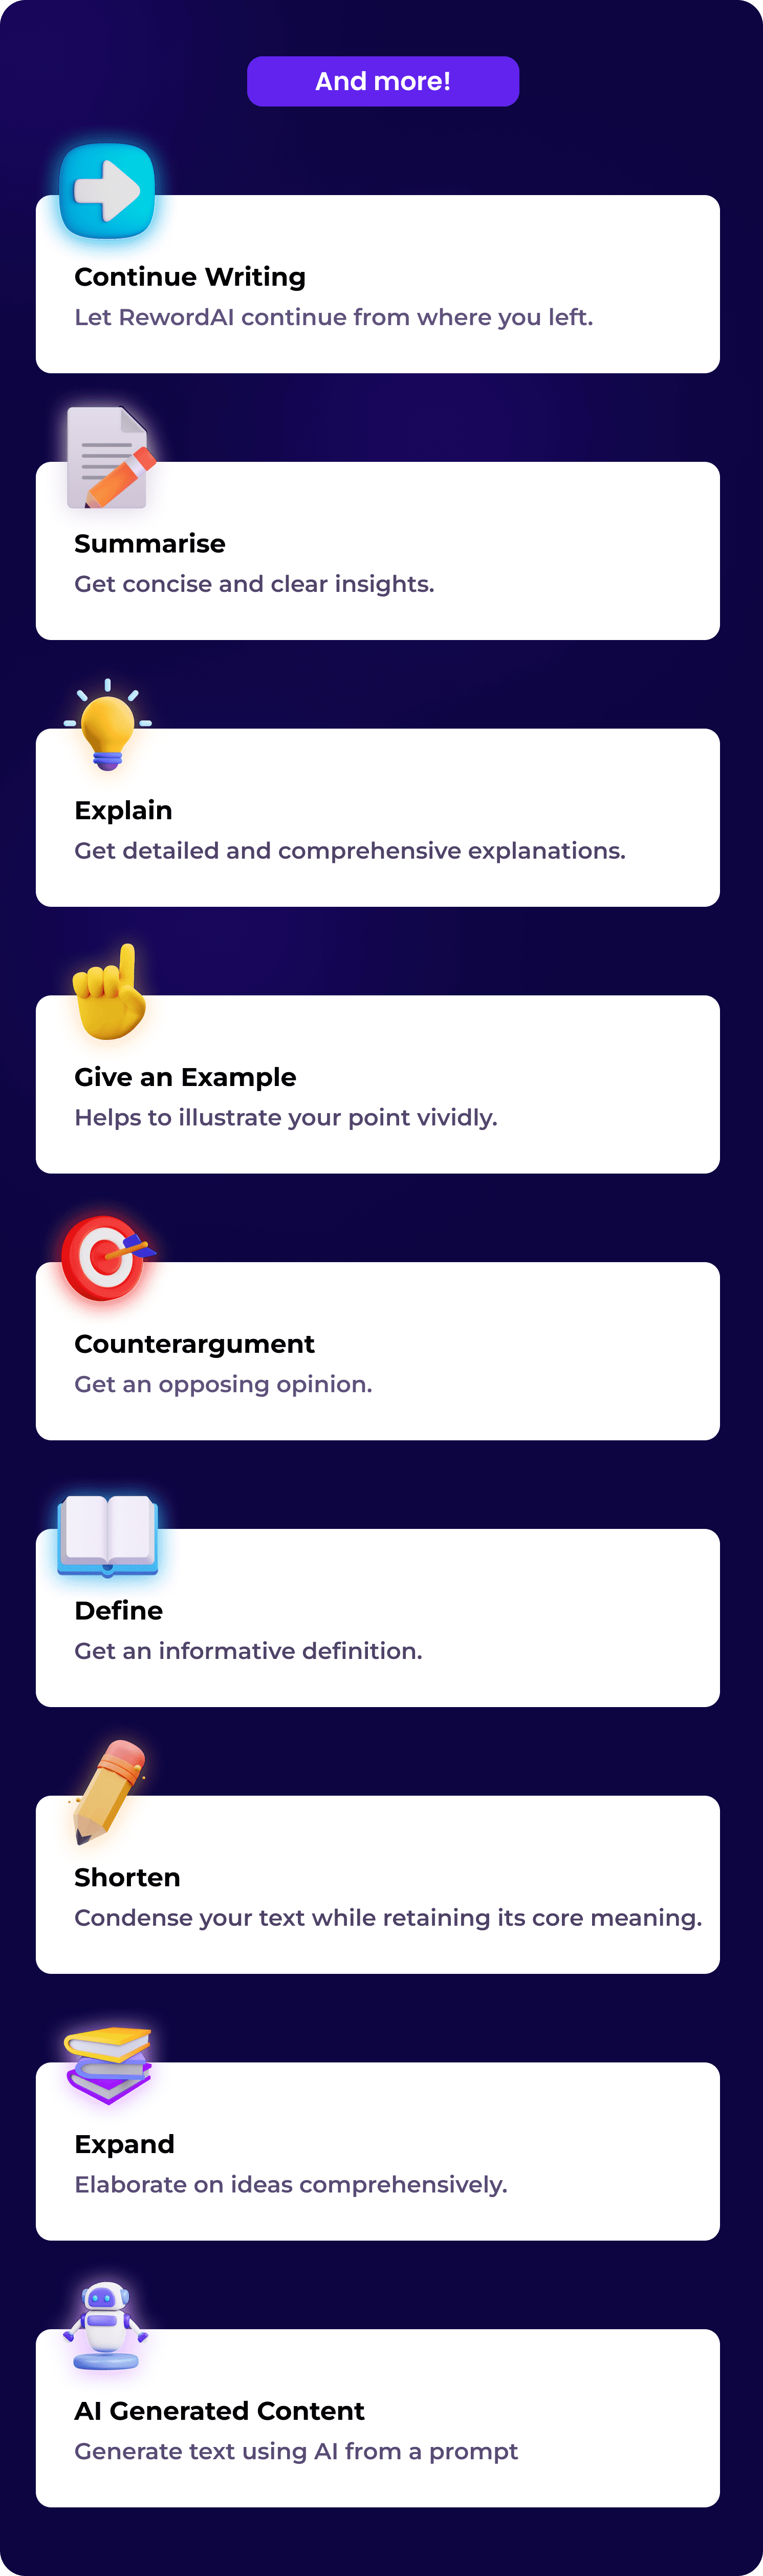 And more!
Continue Writing
Let RewordAI continue from where you left.
Summarise
Get concise and clear insights.
Explain
Get detailed and comprehensive explanations.
Give an Example
Helps to illustrate your point vividly.
Counterargument
Get an opposing opinion.
Define
Get an informative definition.
Shorten
Condense your text while retaining its core meaning.
Expand
Elaborate on ideas comprehensively.
AI Generated Content
Generate text using AI from a prompt